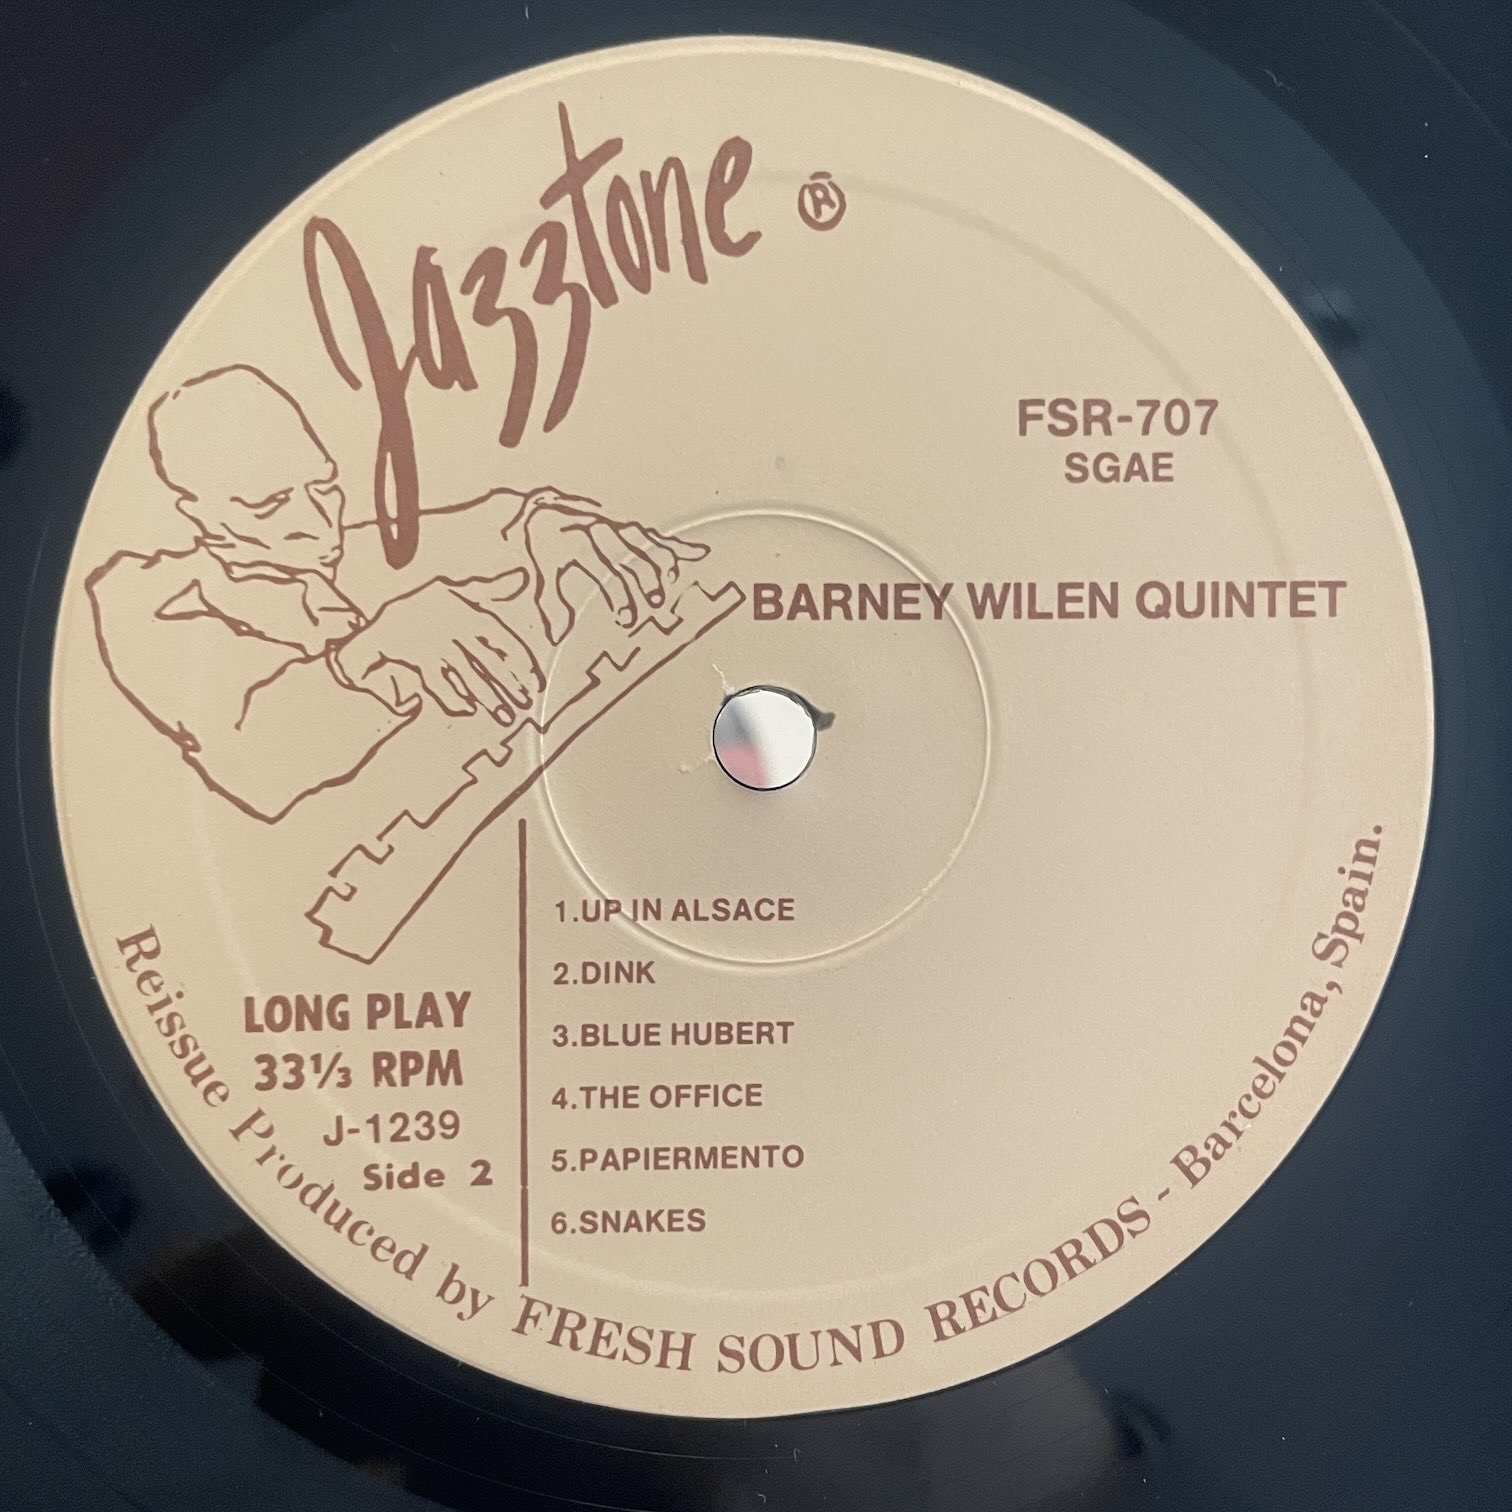 Jazztone ®
FSR-707
SGAE
BARNEY WILEN QUINTET
1.UP IN ALSACE
2.DINK
3.BLUE HUBERT
4.THE OFFICE
5.PAPIERMENTO
6.SNAKES
LONG PLAY
33⅓ RPM
J-1239
Side 2
Reissue Produced by FRESH SOUND RECORDS - Barcelona, Spain.